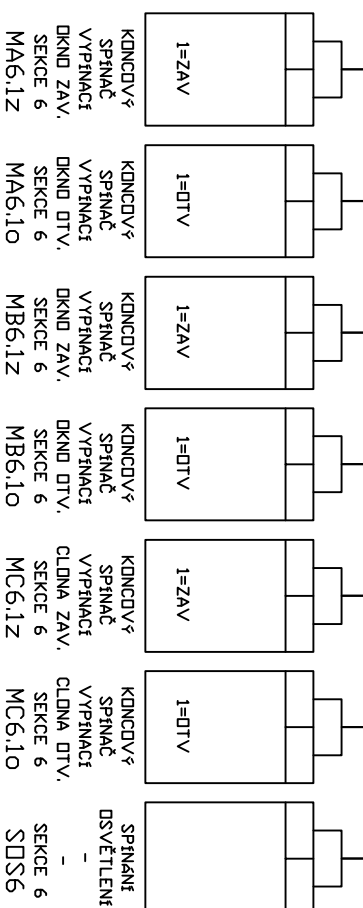 1=ZAV
KONCOVÝ
SPÍNAČ
VYPÍNACÍ
OKNO ZAV.
SEKCE 6
MA6.1z
1=OTV
KONCOVÝ
SPÍNAČ
VYPÍNACÍ
OKNO OTV.
SEKCE 6
MA6.1o
1=ZAV
KONCOVÝ
SPÍNAČ
VYPÍNACÍ
OKNO ZAV.
SEKCE 6
MB6.1z
1=OTV
KONCOVÝ
SPÍNAČ
VYPÍNACÍ
OKNO OTV.
SEKCE 6
MB6.1o
1=ZAV
KONCOVÝ
SPÍNAČ
VYPÍNACÍ
CLONA ZAV.
SEKCE 6
MC6.1z
1=OTV
KONCOVÝ
SPÍNAČ
VYPÍNACÍ
CLONA OTV.
SEKCE 6
MC6.1o
SPÍNÁNÍ
OSVĚTLENÍ
-
-
SEKCE 6
SOS6